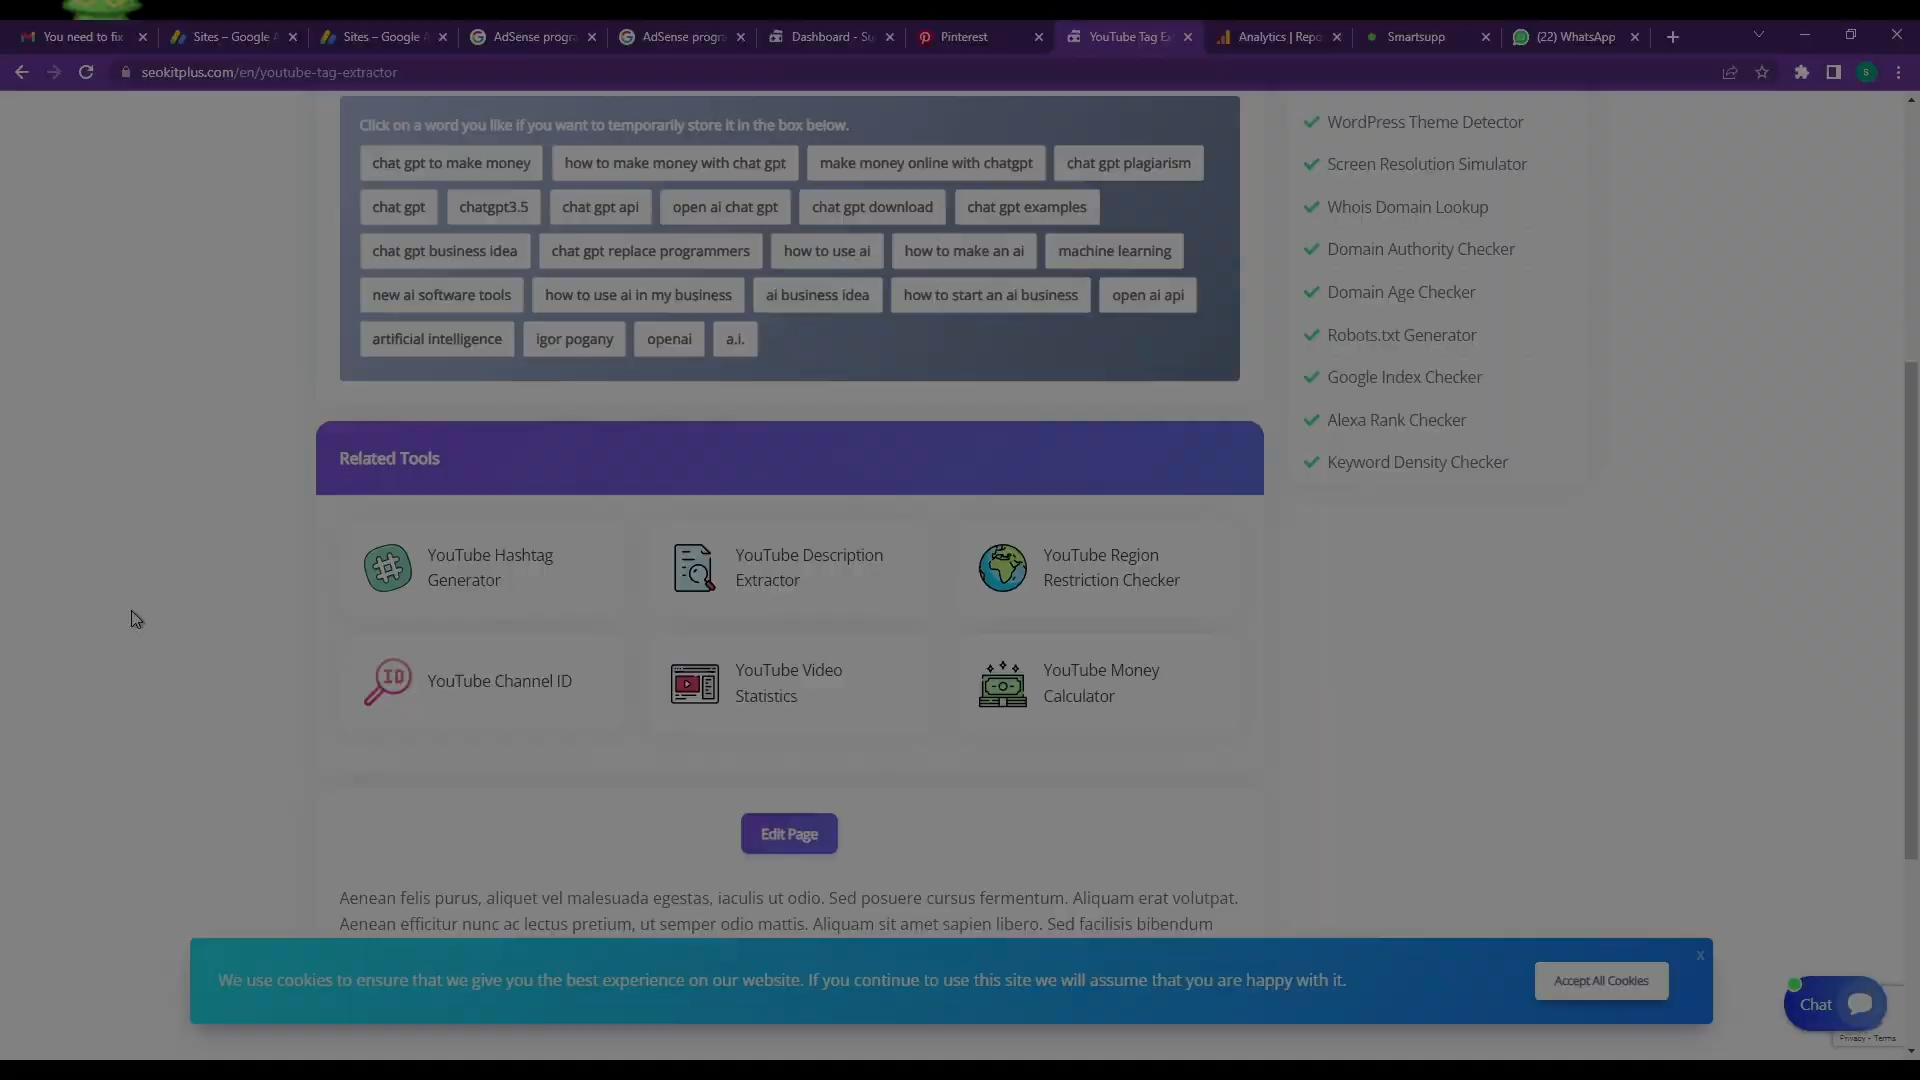 You need to fix
Sites – Google A
Sites – Google A
AdSense progra
AdSense progra
Dashboard - Su
Pinterest
YouTube Tag Ex
Analytics | Repo
Smartsupp
(22) WhatsApp
seokitplus.com/en/youtube-tag-extractor
S
Click on a word you like if you want to temporarily store it in the box below.
chat gpt to make money how to make money with chat gpt make money online with chatgpt chat gpt plagiarism
chat gpt chatgpt3.5 chat gpt api open ai chat gpt chat gpt download chat gpt examples
chat gpt business idea chat gpt replace programmers how to use ai how to make an ai machine learning
new ai software tools how to use ai in my business ai business idea how to start an ai business open ai api
artificial intelligence igor pogany openai a.i.
WordPress Theme Detector
Screen Resolution Simulator
Whois Domain Lookup
Domain Authority Checker
Domain Age Checker
Robots.txt Generator
Google Index Checker
Alexa Rank Checker
Keyword Density Checker
Related Tools
YouTube Hashtag
Generator
YouTube Description
Extractor
YouTube Region
Restriction Checker
ID
YouTube Channel ID
YouTube Video
Statistics
YouTube Money
Calculator
Edit Page
Aenean felis purus, aliquet vel malesuada egestas, iaculis ut odio. Sed posuere cursus fermentum. Aliquam erat volutpat.
Aenean efficitur nunc ac lectus pretium, ut semper odio mattis. Aliquam sit amet sapien libero. Sed facilisis bibendum
We use cookies to ensure that we give you the best experience on our website. If you continue to use this site we will assume that you are happy with it.
Accept All Cookies
X
Chat
Privacy - Terms